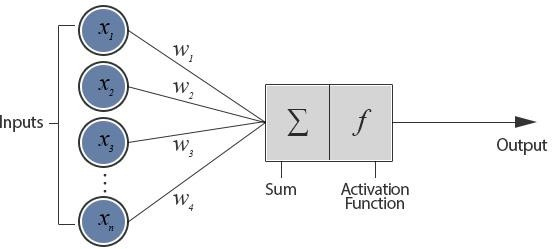 x1
w1
x2
w2
Inputs
x3
w3
Σ
f
Output
Sum
Activation
Function
xn
w4